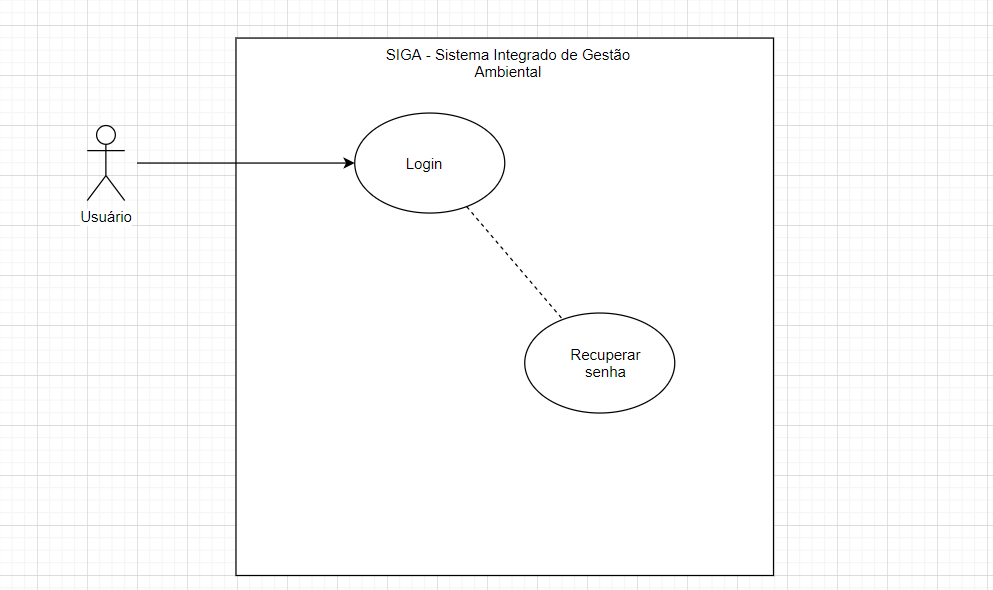 SIGA - Sistema Integrado de Gestão
Ambiental
Login
Usuário
Recuperar
senha